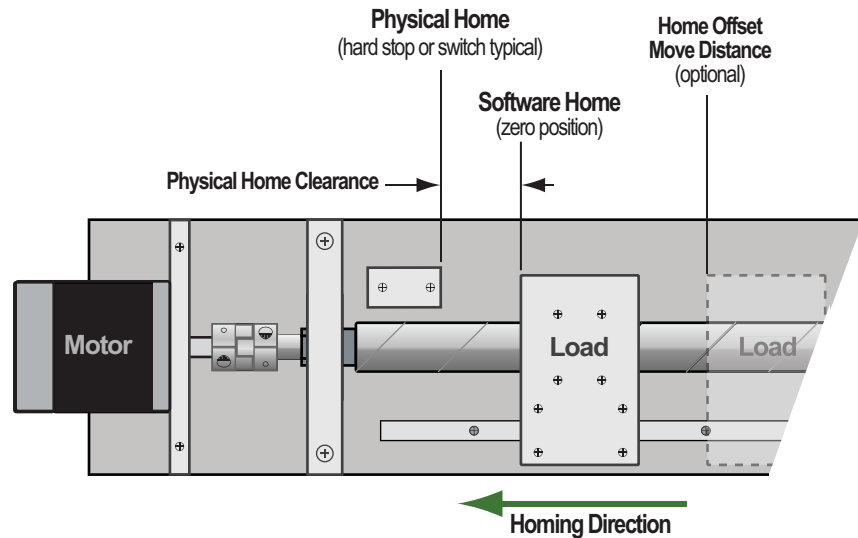 Physical Home
(hard stop or switch typical)
Home Offset
Move Distance
(optional)
Software Home
(zero position)
Physical Home Clearance
Motor
Load
Load
Homing Direction